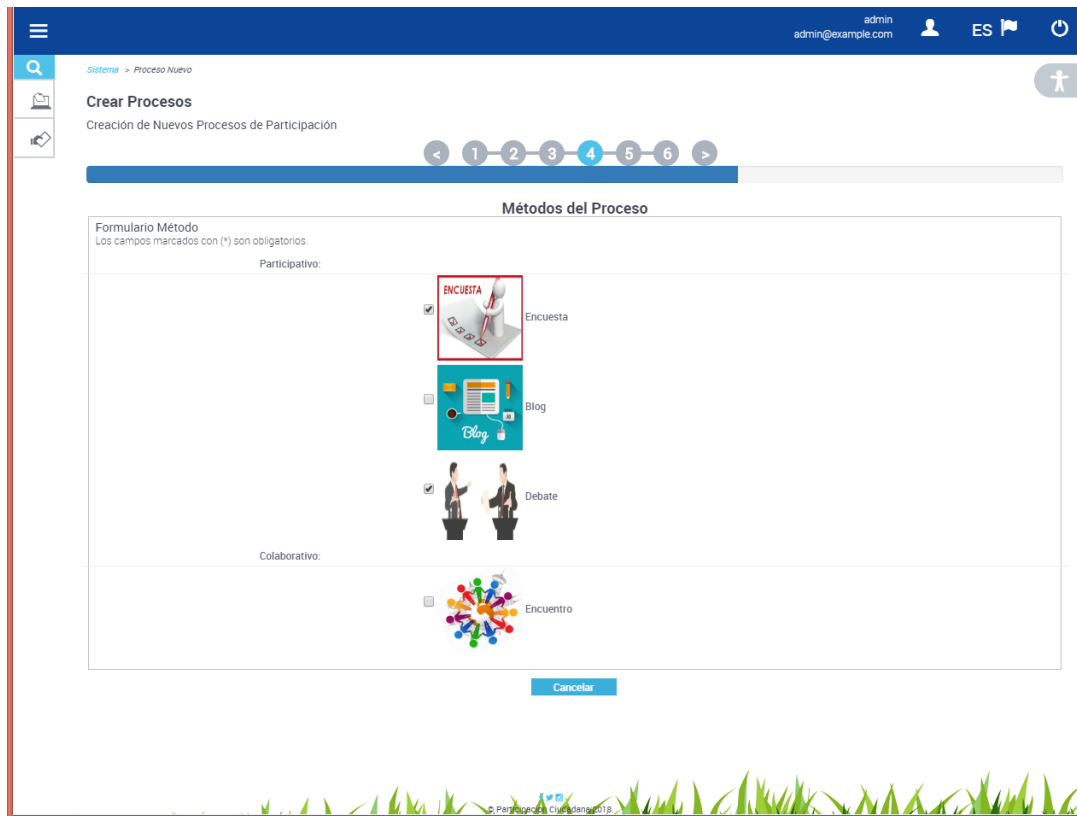 admin
admin@example.com
ES
Sistema > Proceso Nuevo
Crear Procesos
Creación de Nuevos Procesos de Participación
< 1 2 3 4 5 6 >
Métodos del Proceso
Formulario Método
Los campos marcados con (*) son obligatorios.
Participativo:
ENCUESTA
Encuesta
Blog
Blog
Debate
Colaborativo:
Encuentro
Cancelar
© Participación Ciudadana 2018.